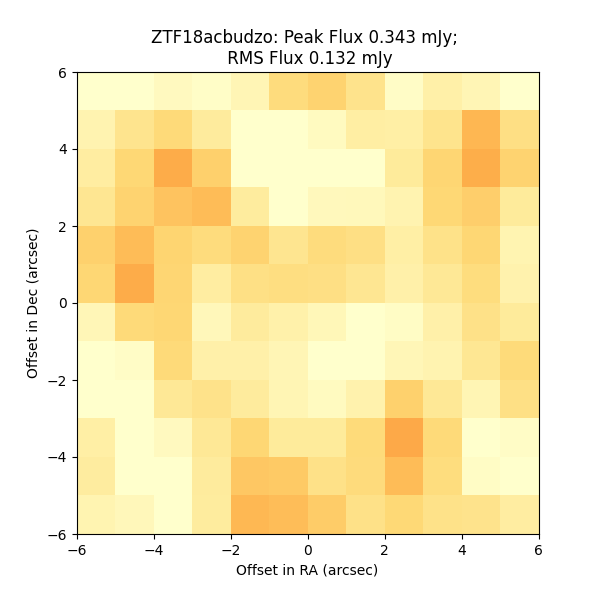 ZTF18acbudzo: Peak Flux 0.343 mJy;
RMS Flux 0.132 mJy
6
4
2
0
−2
−4
−6
Offset in Dec (arcsec)
−6 −4 −2 0 2 4 6
Offset in RA (arcsec)